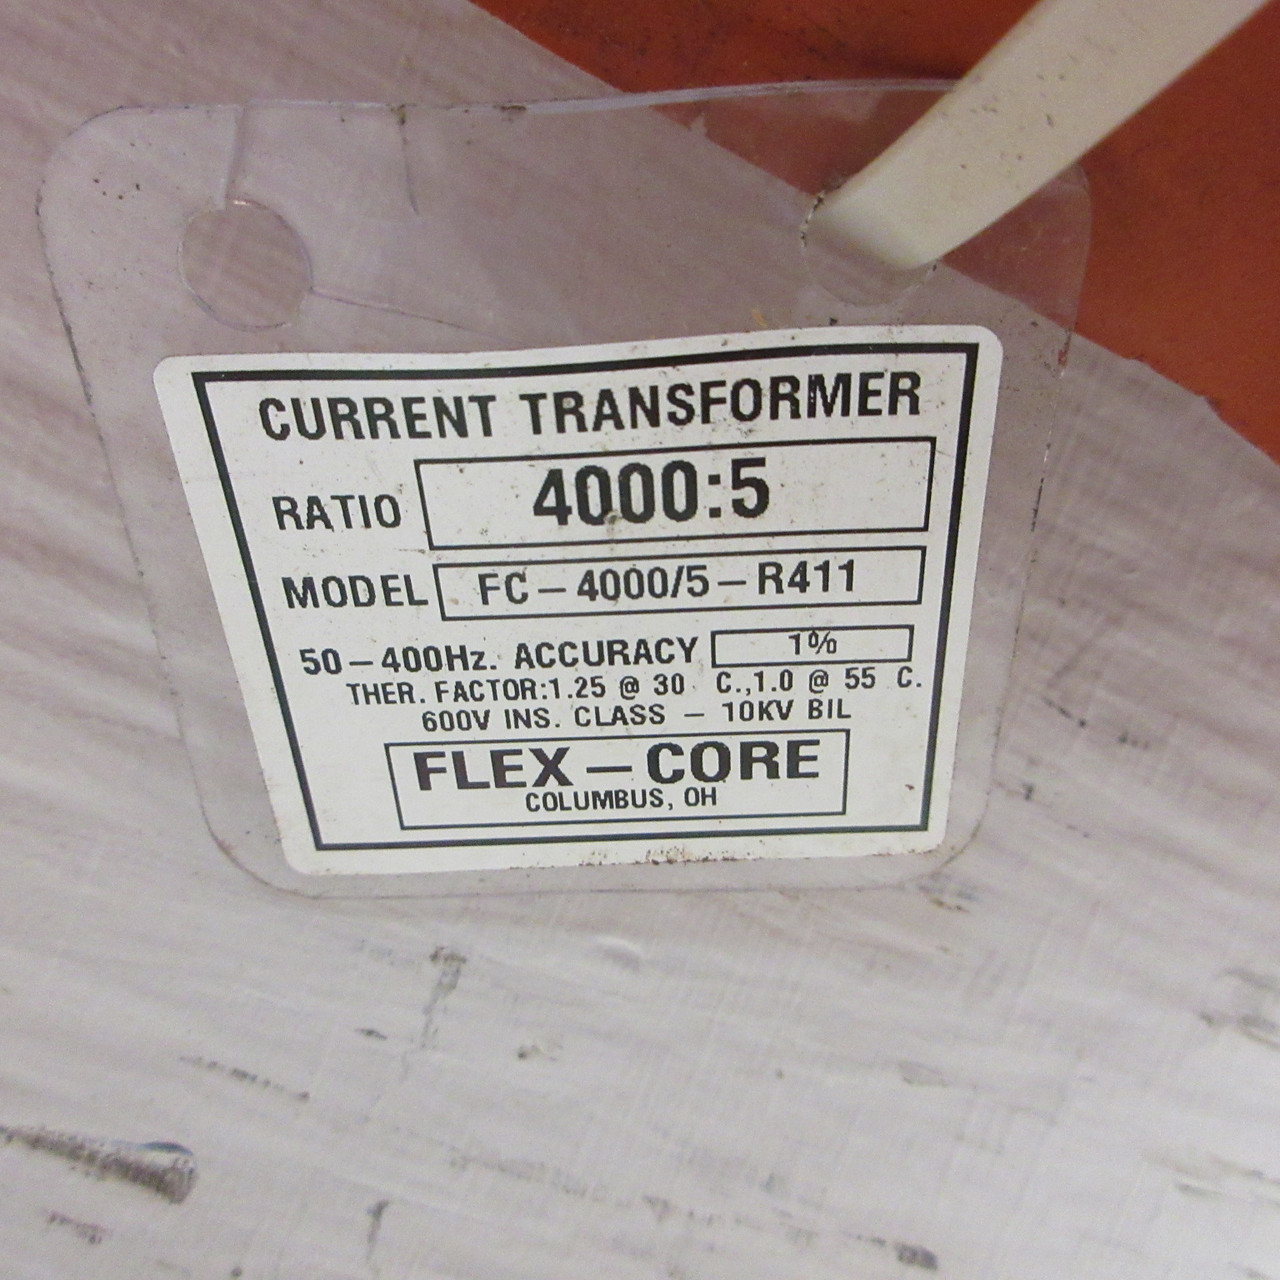 CURRENT TRANSFORMER
RATIO 4000:5
MODEL FC-4000/5-R411
50-400Hz. ACCURACY 1%
THER. FACTOR:1.25 @ 30 C.,1.0 @ 55 C.
600V INS. CLASS - 10KV BIL
FLEX-CORE
COLUMBUS, OH